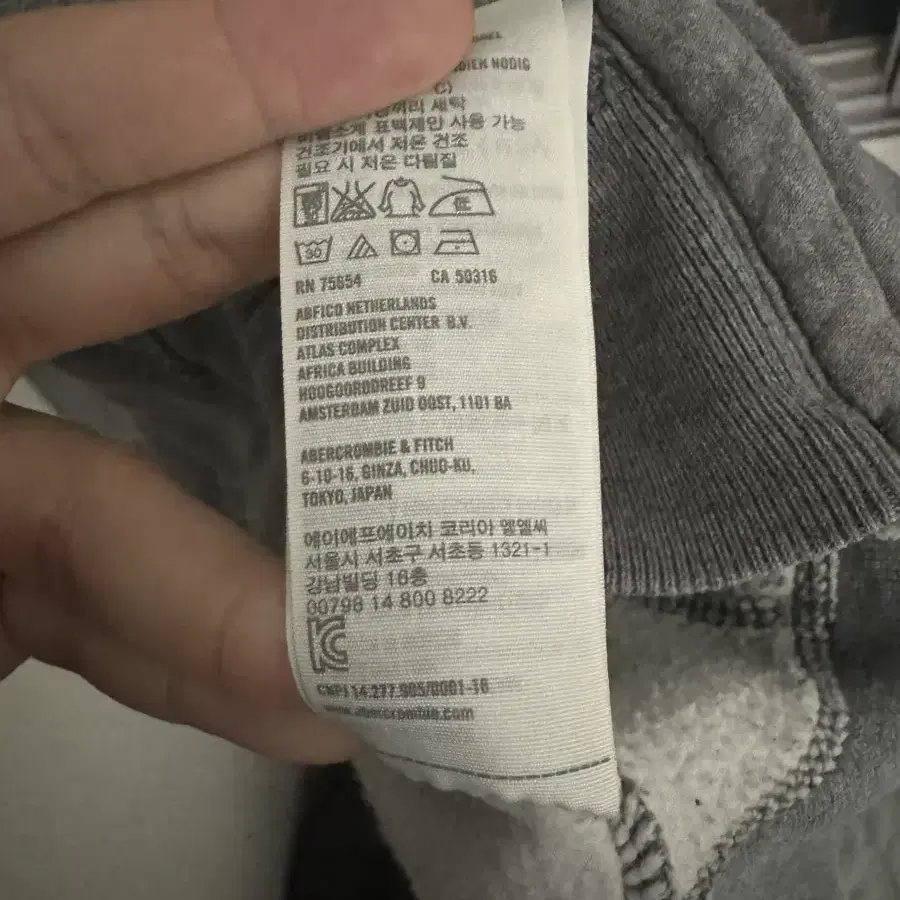 NODIG
C)
세탁
표백제만 사용 가능
건조기에서 저온 건조
필요 시 저온 다림질
30
RN 75654 CA 50316
ABFICO NETHERLANDS
DISTRIBUTION CENTER B.V.
ATLAS COMPLEX
AFRICA BUILDING
HOOGOORDDREEF 9
AMSTERDAM ZUID OOST, 1101 BA
ABERCROMBIE & FITCH
6-10-16, GINZA, CHUO-KU,
TOKYO, JAPAN
에이에프에이치 코리아 엘엘씨
서울시 서초구 서초동 1321-1
강남빌딩 16층
00798 14 800 8222
KC
CNPJ 14.277.905/0001-16
www.abercrombie.com